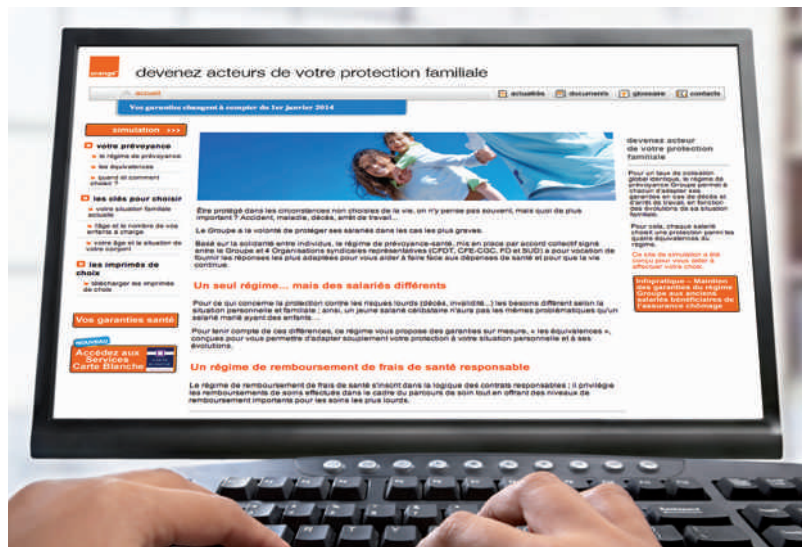 orange
devenez acteurs de votre protection familiale
accueil
actualités
documents
glossaire
contacts
Vos garanties changent à compter du 1er janvier 2014
simulation >>>
votre prévoyance
le régime de prévoyance
les équivalences
quand et comment
choisir ?
les clés pour choisir
votre situation familiale
actuelle
l'âge et le nombre de vos
enfants à charge
votre âge et la situation de
votre conjoint
les imprimés de
choix
télécharger les imprimés
de choix
Vos garanties santé
NOUVEAU
Accédez aux
Services
Carte Blanche
Être protégé dans les circonstances non choisies de la vie, on n'y pense pas souvent, mais quoi de plus
important ? Accident, maladie, décès, arrêt de travail...
Le Groupe a la volonté de protéger ses salariés dans les cas les plus graves.
Basé sur la solidarité entre individus, le régime de prévoyance-santé, mis en place par accord collectif signé
entre le Groupe et 4 Organisations syndicales représentatives (CFDT, CFE-CGC, FO et SUD) a pour vocation de
fournir les réponses les plus adaptées pour vous aider à faire face aux dépenses de santé et pour que la vie
continue.
Un seul régime... mais des salariés différents
Pour ce qui concerne la protection contre les risques lourds (décès, invalidité...) les besoins diffèrent selon la
situation personnelle et familiale ; ainsi, un jeune salarié célibataire n'aura pas les mêmes problématiques qu'un
salarié marié ayant des enfants...
Pour tenir compte de ces différences, ce régime vous propose des garanties sur mesure, « les équivalences »,
conçues pour vous permettre d'adapter souplement votre protection à votre situation personnelle et à ses
évolutions.
Un régime de remboursement de frais de santé responsable
Le régime de remboursement de frais de santé s'inscrit dans la logique des contrats responsables ; il privilégie
les remboursements de soins effectués dans le cadre du parcours de soin tout en offrant des niveaux de
remboursement importants pour les soins les plus lourds.
devenez acteur
de votre protection
familiale
Pour un taux de cotisation
global identique, le régime de
prévoyance Groupe permet à
chacun d'adapter ses
garanties en cas de décès et
d'arrêt de travail, en fonction
des évolutions de sa situation
familiale.
Pour cela, chaque salarié
choisit une protection parmi les
quatre équivalences du
régime.
Ce site de simulation a été
conçu pour vous aider à
effectuer votre choix.
Infopratique – Maintien
des garanties du régime
Groupe aux anciens
salariés bénéficiaires de
l'assurance chômage